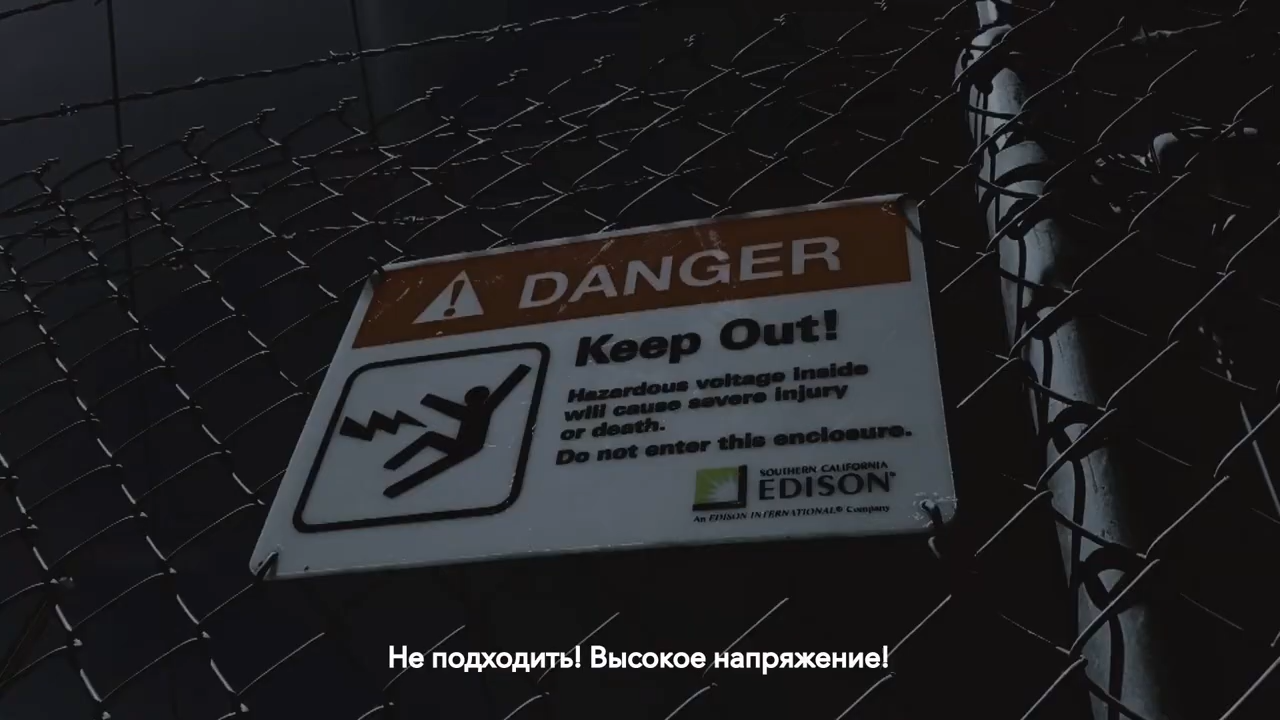 DANGER
Keep Out!
Hazardous voltage inside
will cause severe injury
or death.
Do not enter this enclosure.
SOUTHERN CALIFORNIA
EDISON
An EDISON INTERNATIONAL® Company
Не подходить! Высокое напряжение!